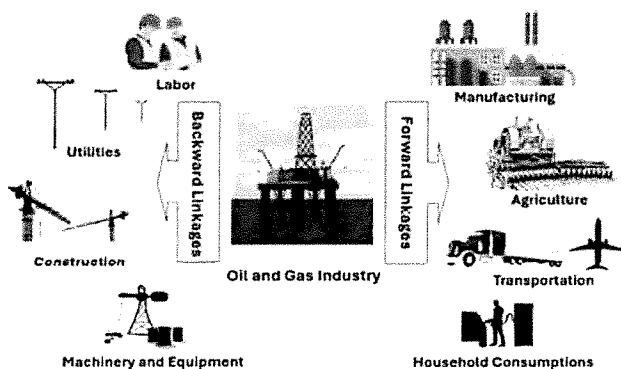 Labor
Utilities
Construction
Machinery and Equipment
Backward Linkages
Oil and Gas Industry
Forward Linkages
Manufacturing
Agriculture
Transportation
Household Consumptions